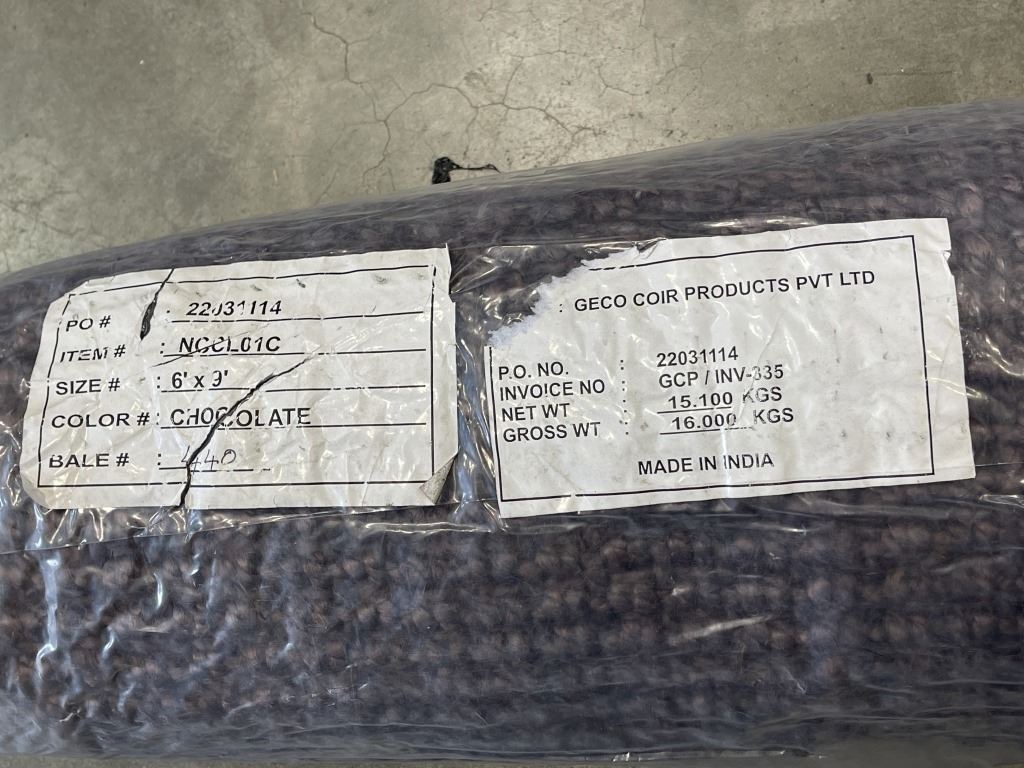 PO # : 22031114
ITEM # : NCCL01C
SIZE # : 6' x 9'
COLOR # : CHOCOLATE
BALE # : 440
: GECO COIR PRODUCTS PVT LTD
P.O. NO. : 22031114
INVOICE NO : GCP / INV-335
NET WT : 15.100 KGS
GROSS WT : 16.000 KGS
MADE IN INDIA